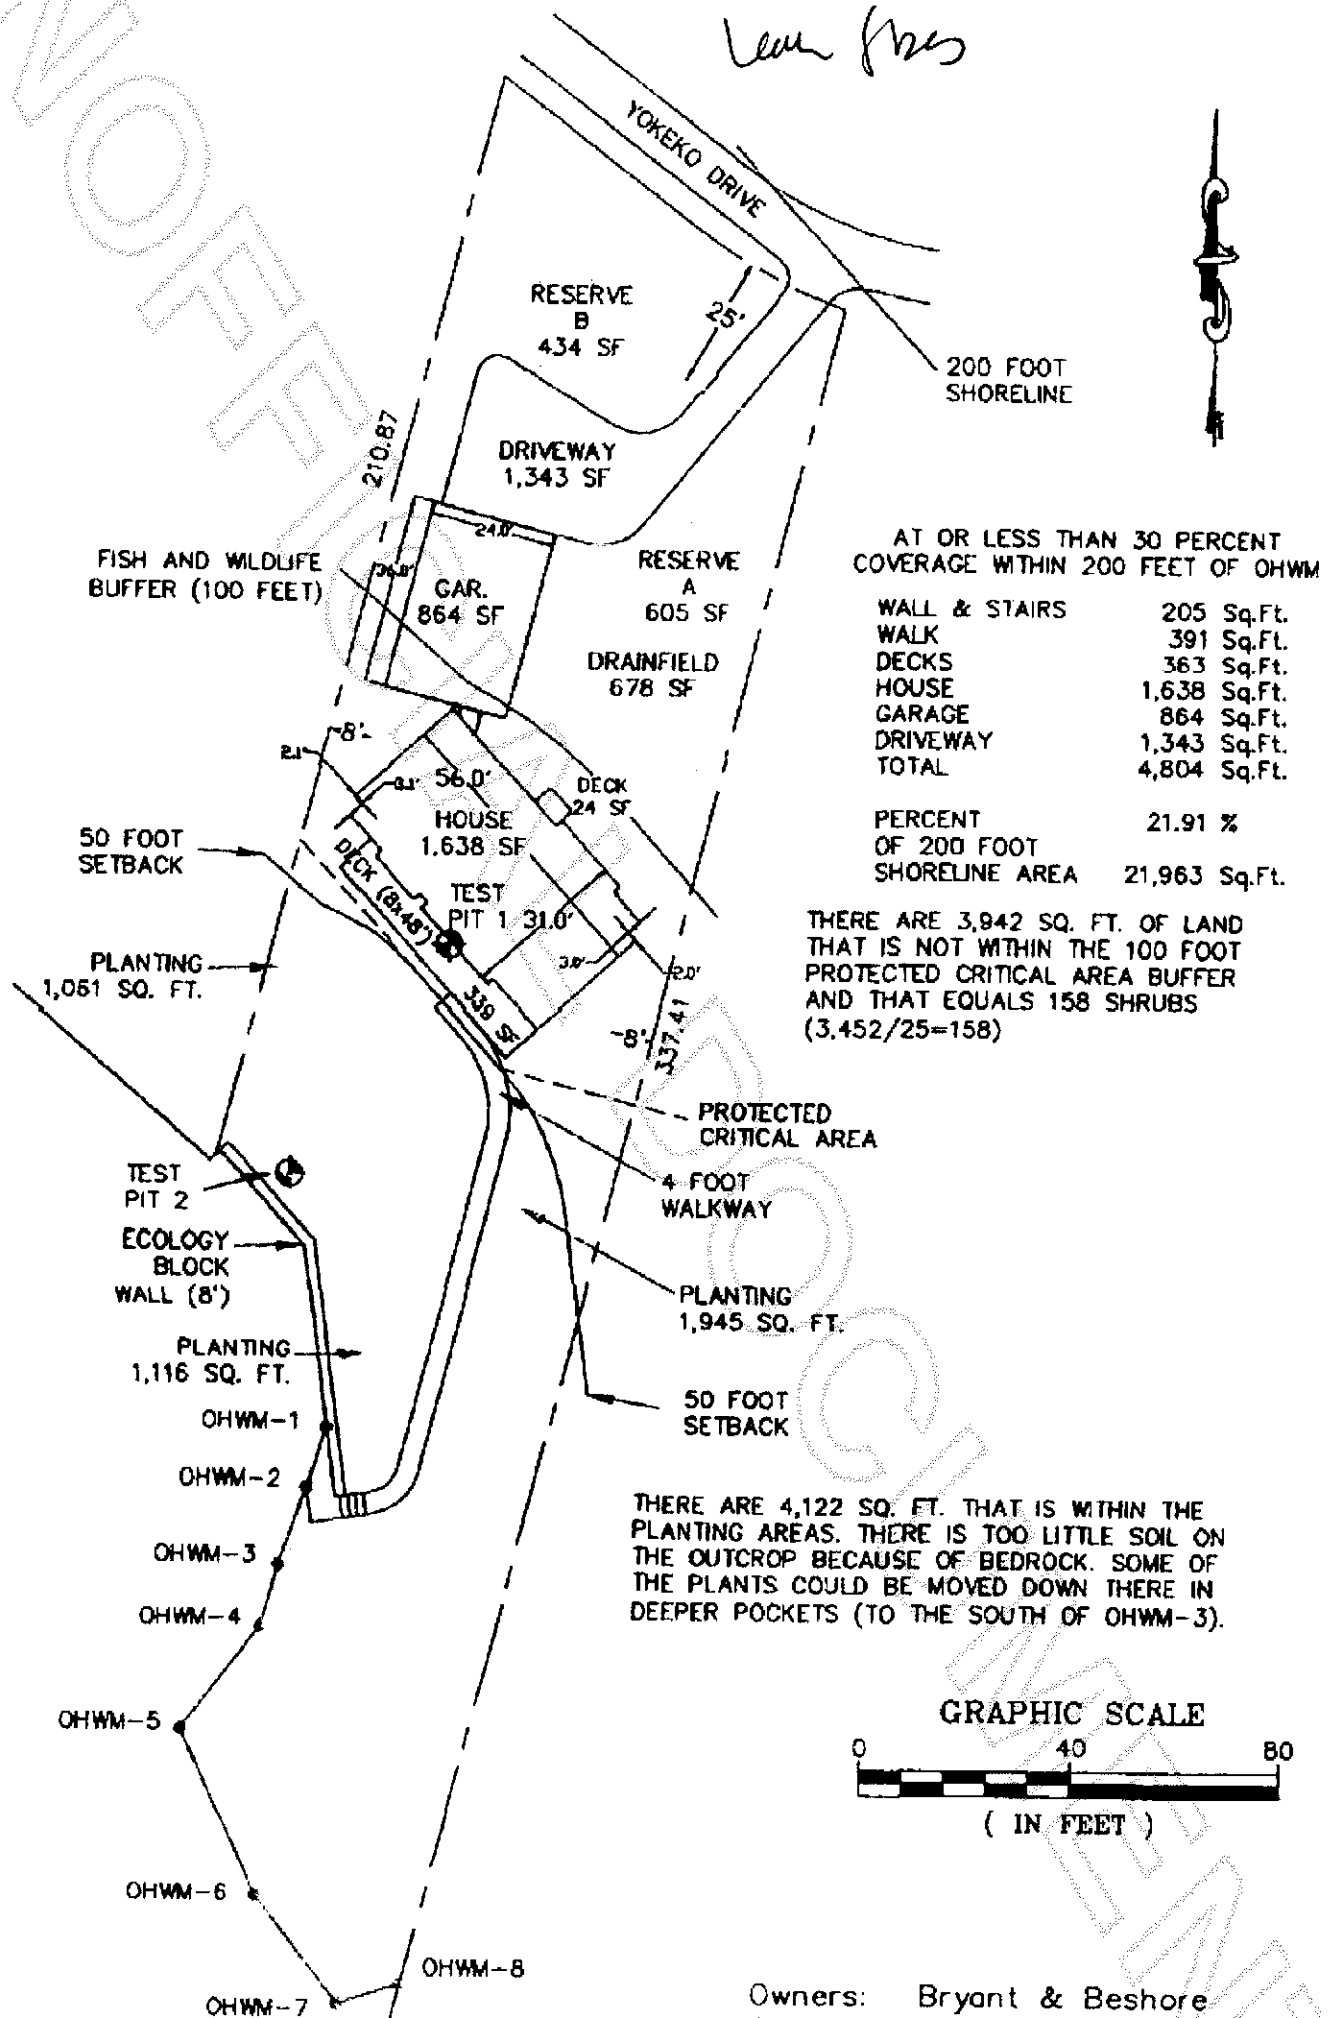 YOKEKO DRIVE
RESERVE
B
434 SF
25'
200 FOOT
SHORELINE
210.87
DRIVEWAY
1,343 SF
24.0'
36.0'
FISH AND WILDLIFE
BUFFER (100 FEET)
GAR.
864 SF
RESERVE
A
605 SF
DRAINFIELD
678 SF
AT OR LESS THAN 30 PERCENT
COVERAGE WITHIN 200 FEET OF OHWM
WALL & STAIRS 205 Sq.Ft.
WALK 391 Sq.Ft.
DECKS 363 Sq.Ft.
HOUSE 1,638 Sq.Ft.
GARAGE 864 Sq.Ft.
DRIVEWAY 1,343 Sq.Ft.
TOTAL 4,804 Sq.Ft.
PERCENT 21.91 %
OF 200 FOOT
SHORELINE AREA 21,963 Sq.Ft.
8'
2.1'
56.0'
DECK
24 SF
HOUSE
1,638 SF
50 FOOT
SETBACK
DECK (8x48')
339 SF
TEST
PIT 1
31.0'
3.0'
2.0'
8'
337.41
PLANTING
1,061 SQ. FT.
THERE ARE 3,942 SQ. FT. OF LAND
THAT IS NOT WITHIN THE 100 FOOT
PROTECTED CRITICAL AREA BUFFER
AND THAT EQUALS 158 SHRUBS
(3,452/25=158)
PROTECTED
CRITICAL AREA
4 FOOT
WALKWAY
TEST
PIT 2
ECOLOGY
BLOCK
WALL (8')
PLANTING
1,945 SQ. FT.
PLANTING
1,116 SQ. FT.
50 FOOT
SETBACK
OHWM-1
OHWM-2
OHWM-3
OHWM-4
OHWM-5
OHWM-6
OHWM-7
OHWM-8
THERE ARE 4,122 SQ. FT. THAT IS WITHIN THE
PLANTING AREAS. THERE IS TOO LITTLE SOIL ON
THE OUTCROP BECAUSE OF BEDROCK. SOME OF
THE PLANTS COULD BE MOVED DOWN THERE IN
DEEPER POCKETS (TO THE SOUTH OF OHWM-3).
GRAPHIC SCALE
0 40 80
( IN FEET )
Owners: Bryant & Beshore
UNOFFICIAL DOCUMENT